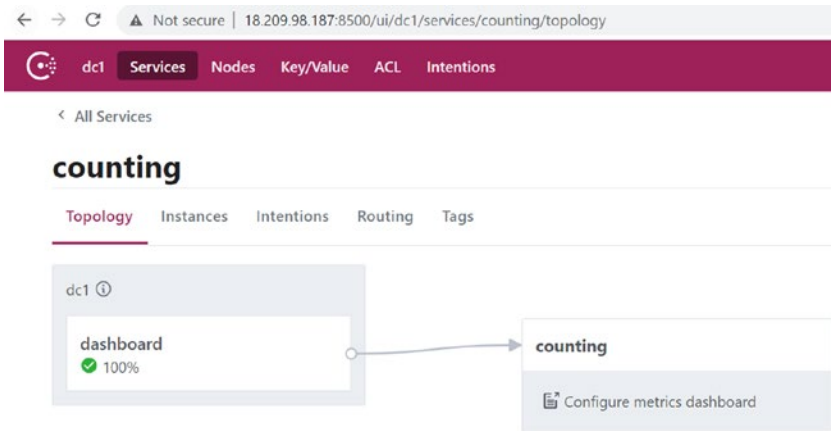 Not secure | 18.209.98.187:8500/ui/dc1/services/counting/topology
dc1 Services Nodes Key/Value ACL Intentions
< All Services
counting
Topology Instances Intentions Routing Tags
dc1
dashboard
100%
counting
Configure metrics dashboard